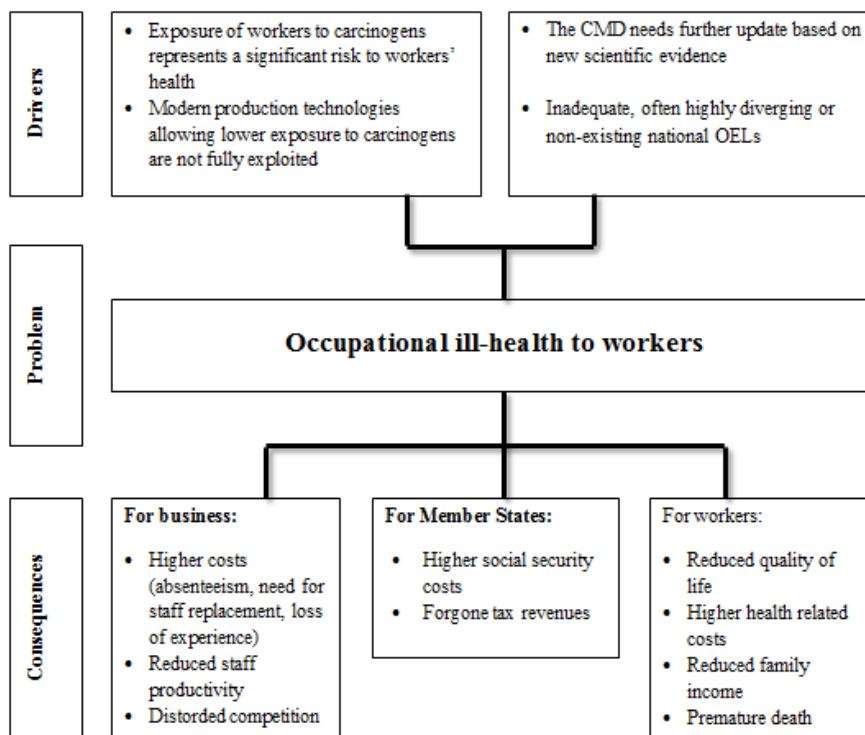 Drivers
• Exposure of workers to carcinogens
represents a significant risk to workers’
health
• Modern production technologies
allowing lower exposure to carcinogens
are not fully exploited
• The CMD needs further update based on
new scientific evidence
• Inadequate, often highly diverging or
non-existing national OELs
Problem
Occupational ill-health to workers
Consequences
For business:
• Higher costs
(absenteeism, need for
staff replacement, loss
of experience)
• Reduced staff
productivity
• Distorded competition
For Member States:
• Higher social security
costs
• Forgone tax revenues
For workers:
• Reduced quality of
life
• Higher health related
costs
• Reduced family
income
• Premature death